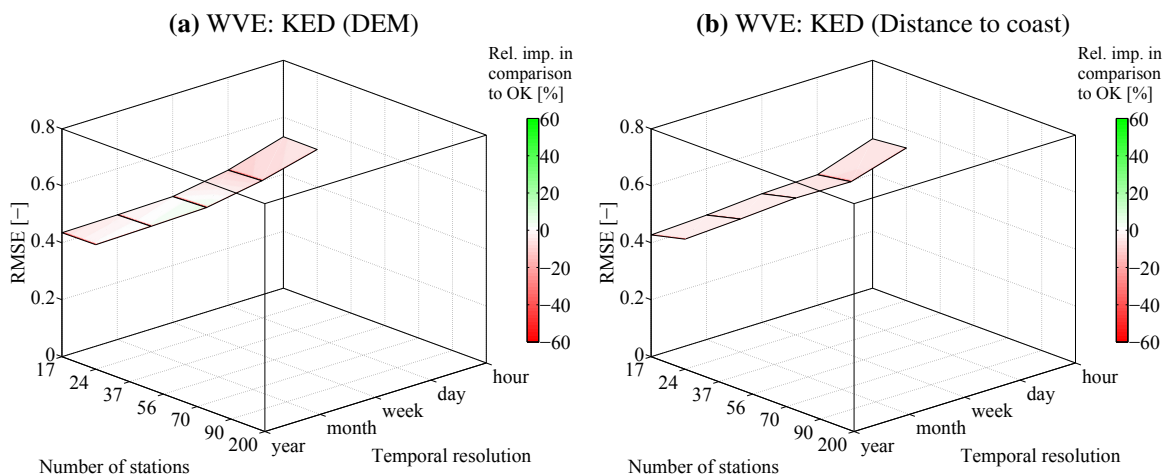 (a) WVE: KED (DEM)
Rel. imp. in
comparison
to OK [%]
60
40
20
0
−20
−40
−60
0.8
0.6
0.4
0.2
0
RMSE [−]
17
24
37
56
70
90
200
Number of stations
year
month
week
day
hour
Temporal resolution
(b) WVE: KED (Distance to coast)
Rel. imp. in
comparison
to OK [%]
60
40
20
0
−20
−40
−60
0.8
0.6
0.4
0.2
0
RMSE [−]
17
24
37
56
70
90
200
Number of stations
year
month
week
day
hour
Temporal resolution